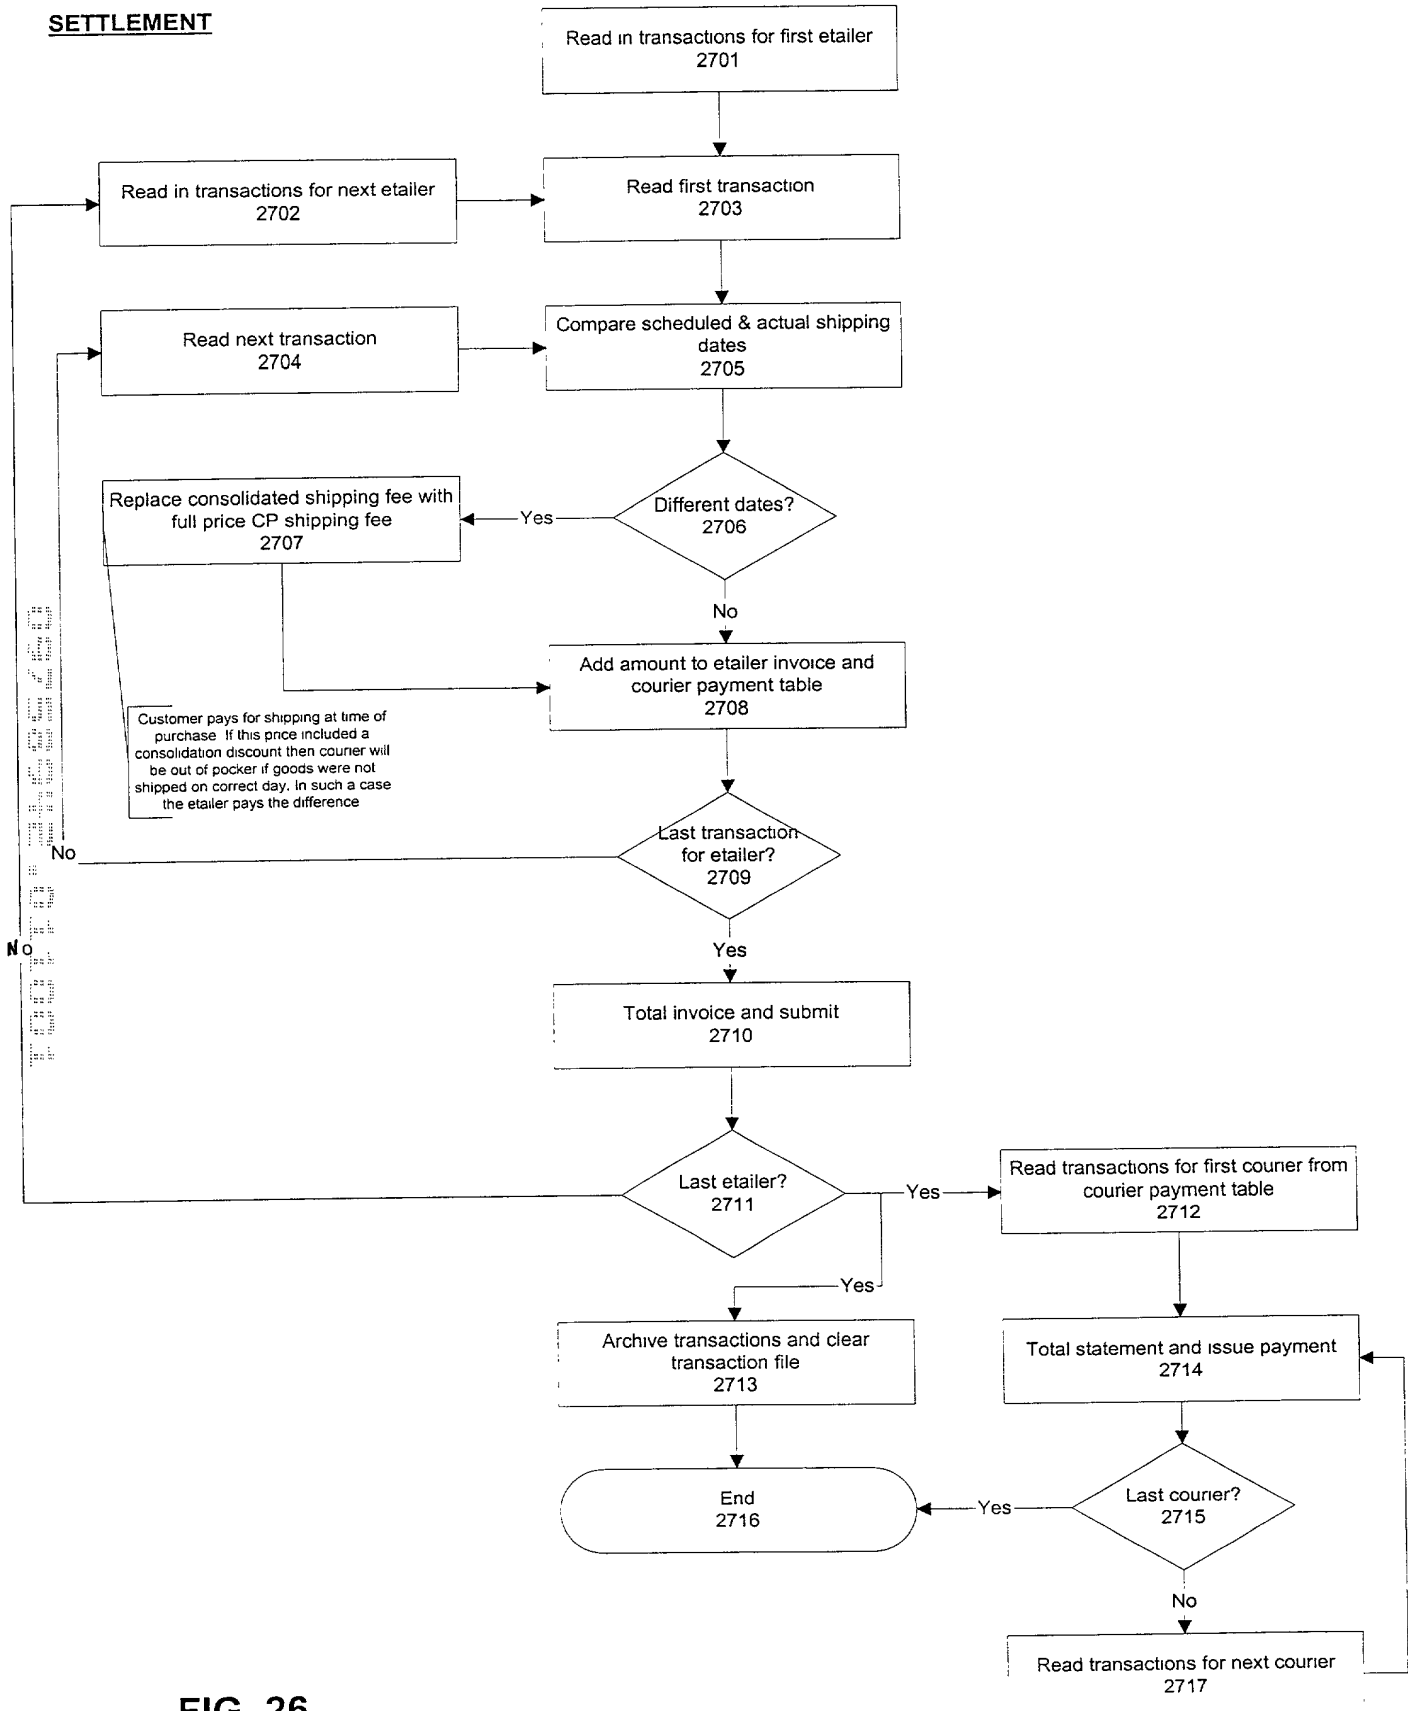 SETTLEMENT
Read in transactions for first etailer
2701
Read in transactions for next etailer
2702
Read first transaction
2703
Read next transaction
2704
Compare scheduled & actual shipping
dates
2705
Different dates?
2706
Yes
Replace consolidated shipping fee with
full price CP shipping fee
2707
No
Add amount to etailer invoice and
courier payment table
2708
Customer pays for shipping at time of
purchase If this price included a
consolidation discount then courier will
be out of pocker if goods were not
shipped on correct day. In such a case
the etailer pays the difference
Last transaction
for etailer?
2709
No
Yes
No
Total invoice and submit
2710
Last etailer?
2711
Yes
Read transactions for first courier from
courier payment table
2712
Yes
Archive transactions and clear
transaction file
2713
Total statement and issue payment
2714
End
2716
Yes
Last courier?
2715
No
Read transactions for next courier
2717
FIG. 26